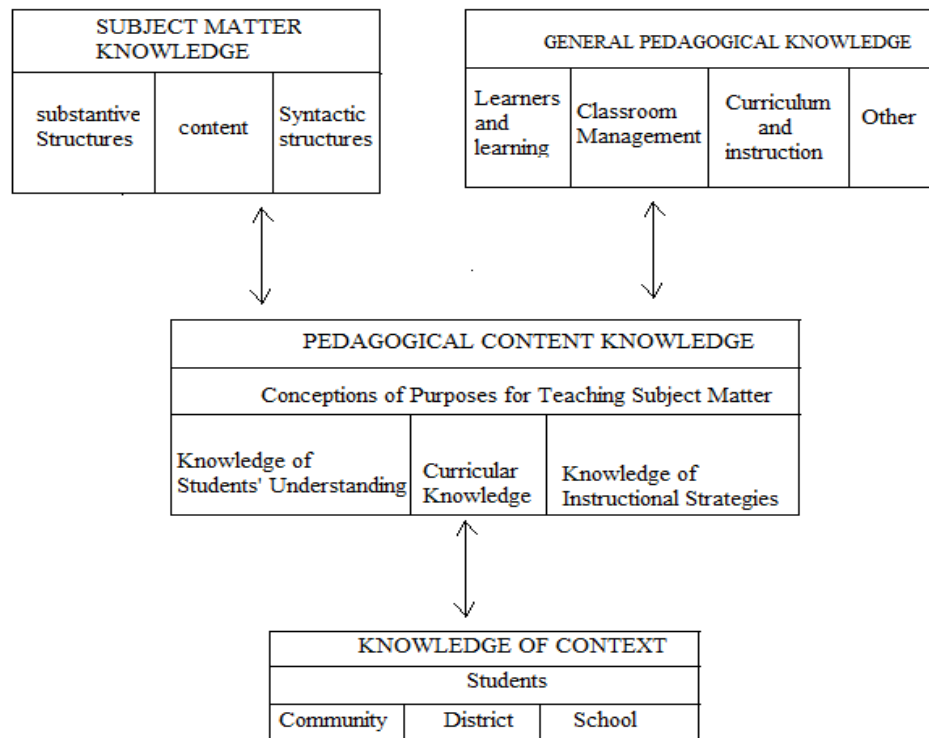 SUBJECT MATTER
KNOWLEDGE
substantive
Structures
content
Syntactic
structures
GENERAL PEDAGOGICAL KNOWLEDGE
Learners
and
learning
Classroom
Management
Curriculum
and
instruction
Other
PEDAGOGICAL CONTENT KNOWLEDGE
Conceptions of Purposes for Teaching Subject Matter
Knowledge of
Students' Understanding
Curricular
Knowledge
Knowledge of
Instructional Strategies
KNOWLEDGE OF CONTEXT
Students
Community
District
School